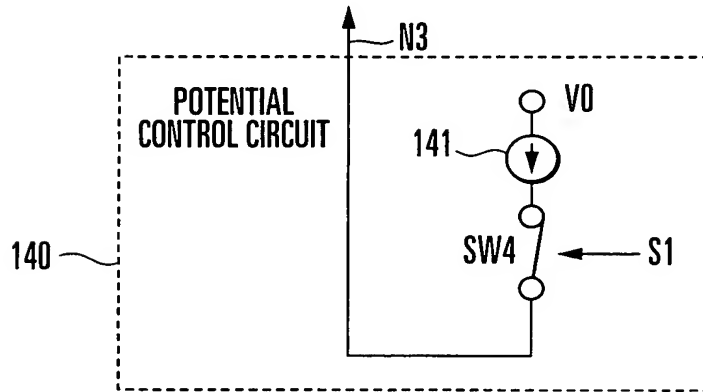 N3
POTENTIAL
CONTROL CIRCUIT
V0
141
SW4
S1
140